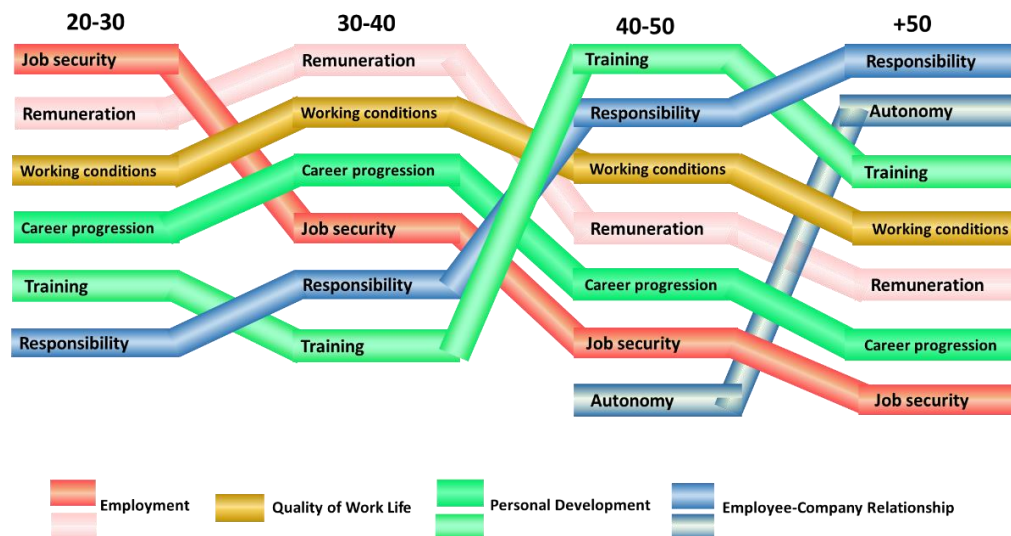 20-30
30-40
40-50
+50
Job security
Remuneration
Working conditions
Career progression
Training
Responsibility
Remuneration
Working conditions
Career progression
Job security
Responsibility
Training
Training
Responsibility
Working conditions
Remuneration
Career progression
Job security
Autonomy
Responsibility
Autonomy
Training
Working conditions
Remuneration
Career progression
Job security
Employment
Quality of Work Life
Personal Development
Employee-Company Relationship